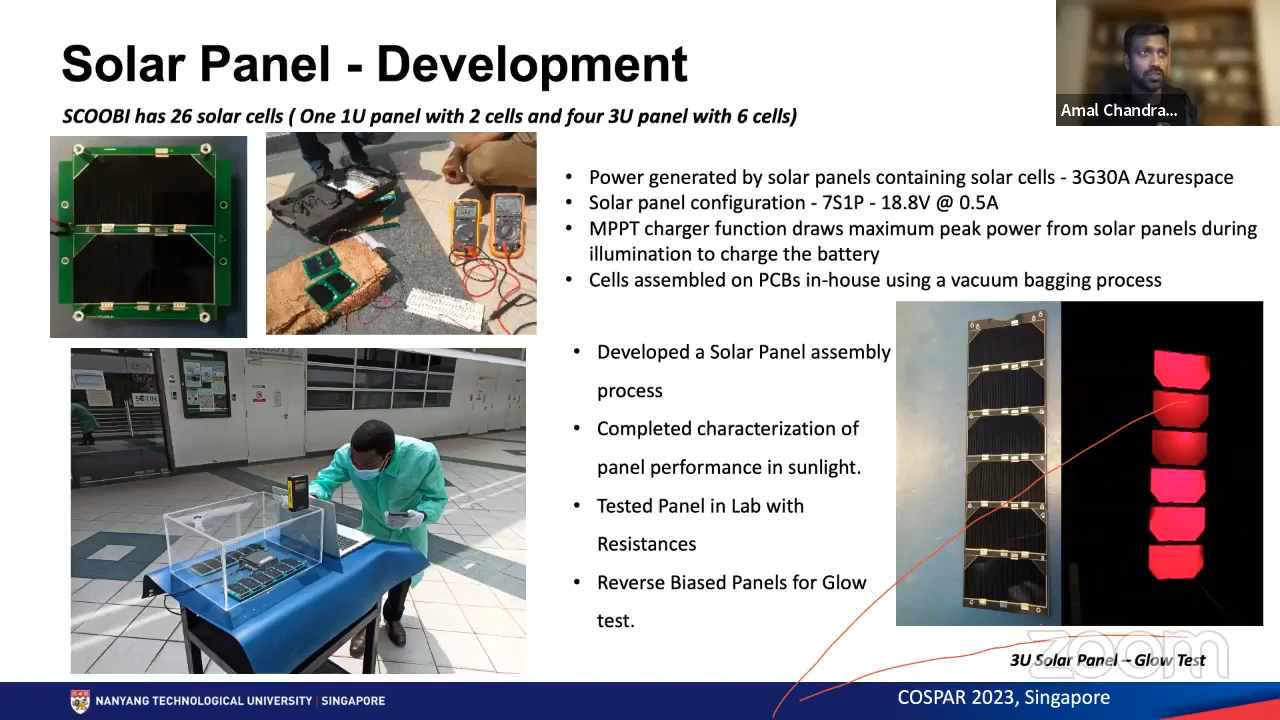 Solar Panel - Development
SCOOBI has 26 solar cells ( One 1U panel with 2 cells and four 3U panel with 6 cells)
Amal Chandra...
• Power generated by solar panels containing solar cells - 3G30A Azurespace
• Solar panel configuration - 7S1P - 18.8V @ 0.5A
• MPPT charger function draws maximum peak power from solar panels during
illumination to charge the battery
• Cells assembled on PCBs in-house using a vacuum bagging process
• Developed a Solar Panel assembly
process
• Completed characterization of
panel performance in sunlight.
• Tested Panel in Lab with
Resistances
• Reverse Biased Panels for Glow
test.
zoom
3U Solar Panel – Glow Test
NANYANG TECHNOLOGICAL UNIVERSITY | SINGAPORE
COSPAR 2023, Singapore